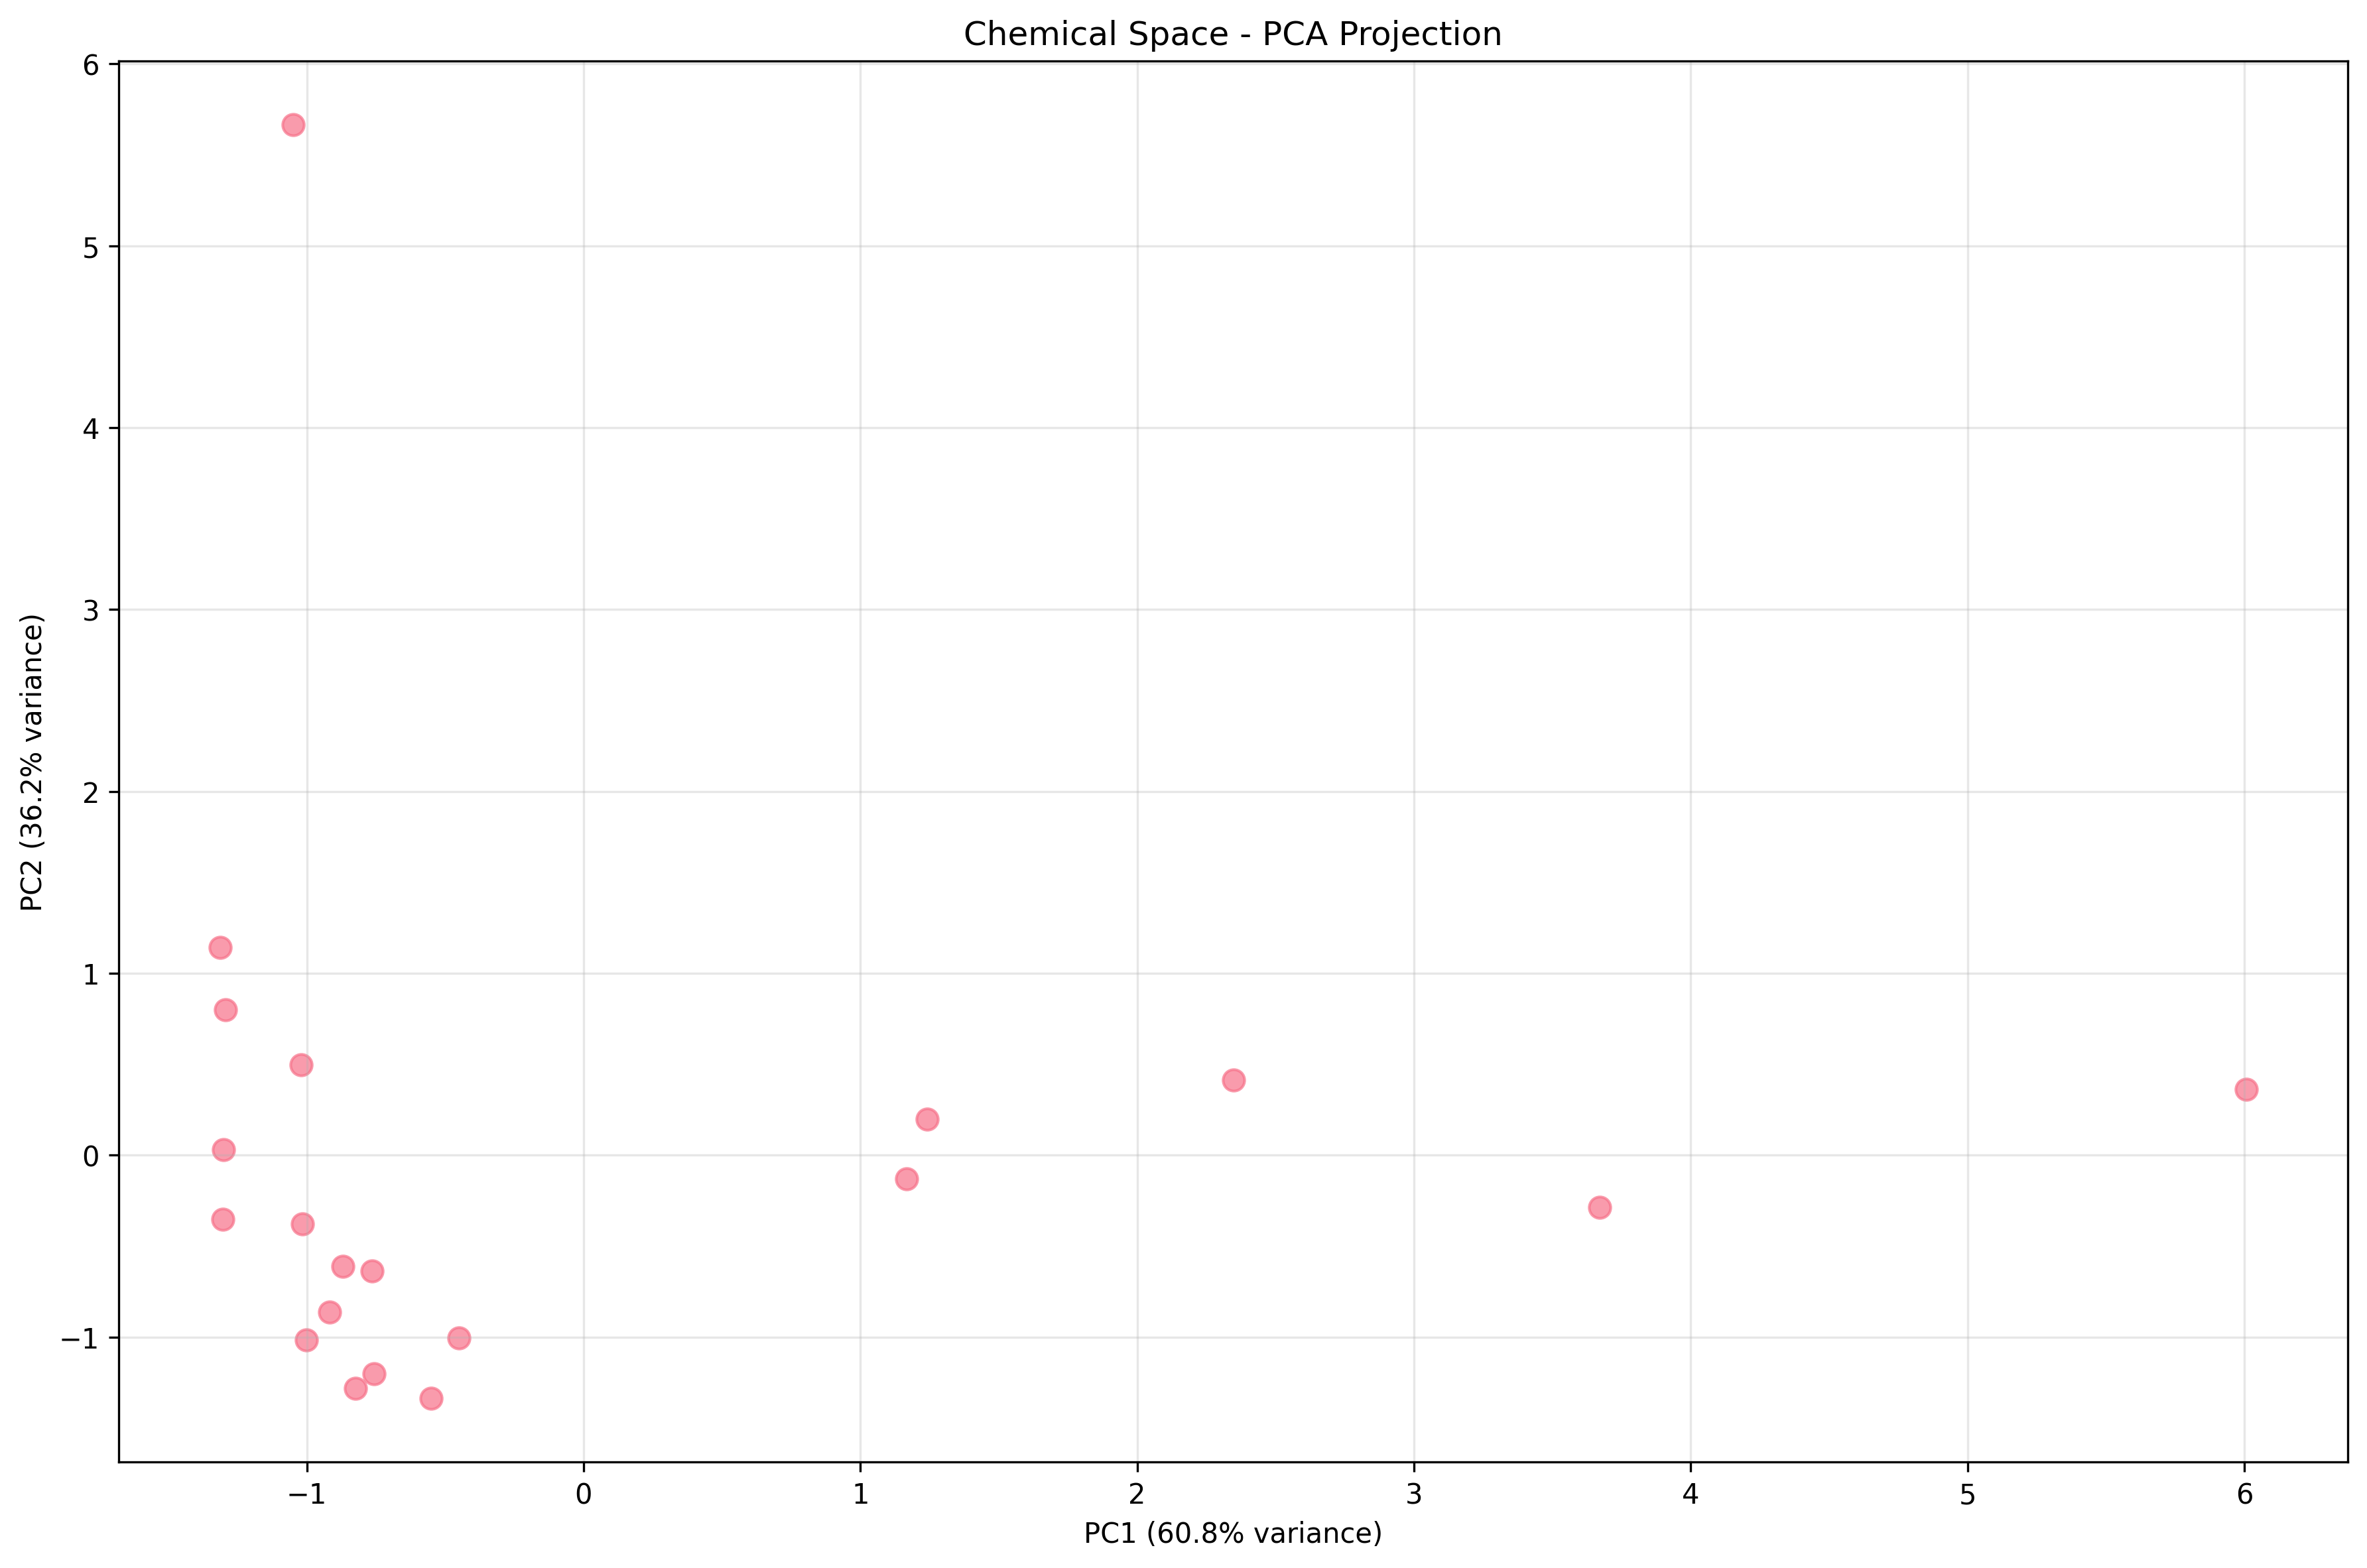 Chemical Space - PCA Projection
6
5
4
3
2
1
0
−1
PC2 (36.2% variance)
−1 0 1 2 3 4 5 6
PC1 (60.8% variance)